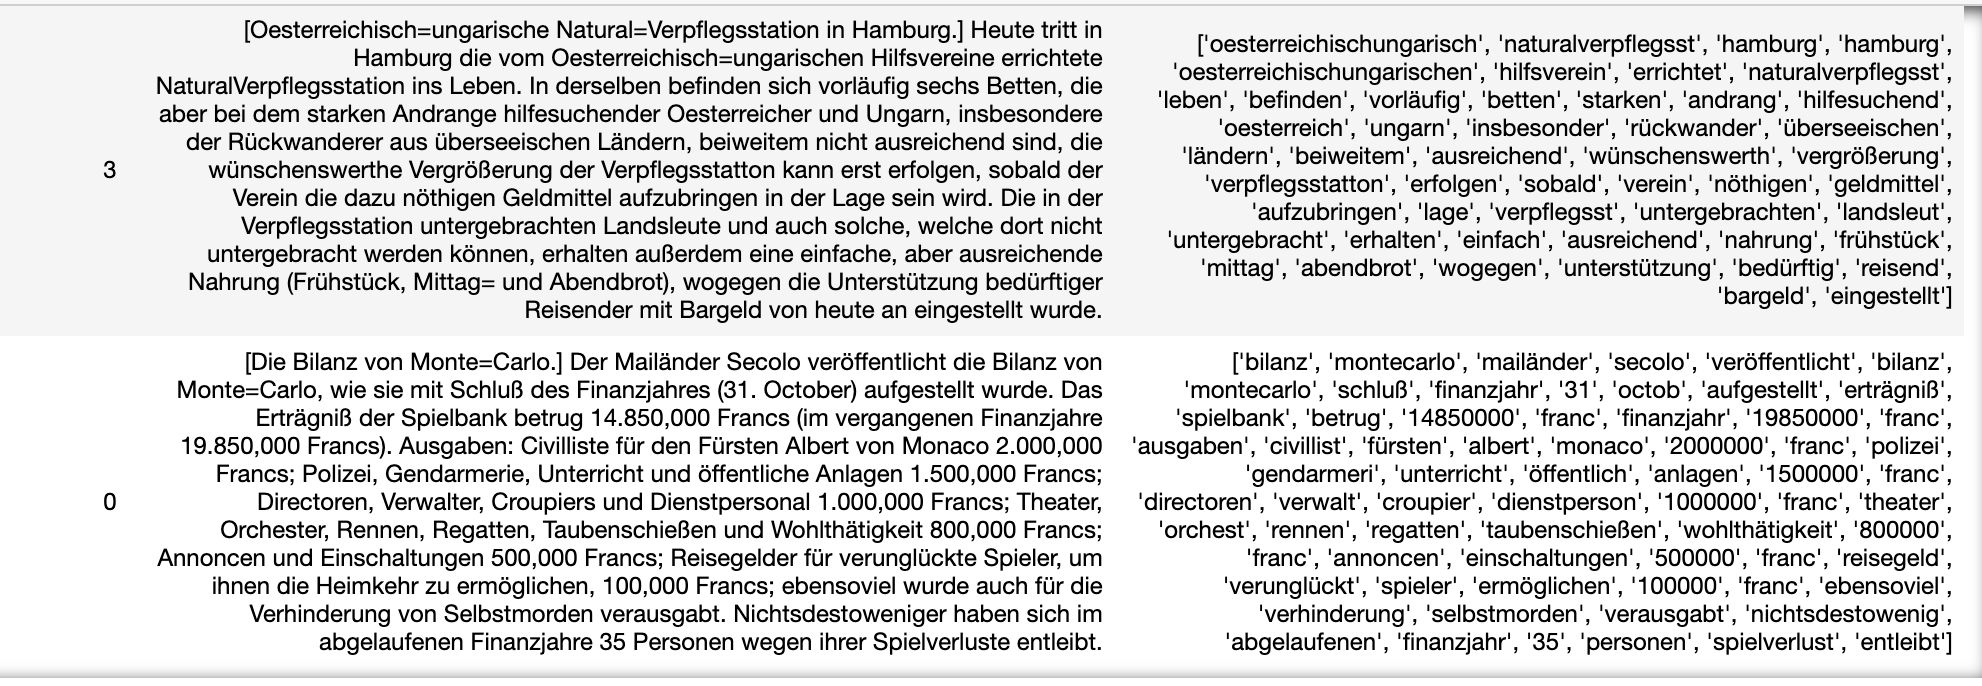 3
[Oesterreichisch=ungarische Natural=Verpflegsstation in Hamburg.] Heute tritt in
Hamburg die vom Oesterreichisch=ungarischen Hilfsvereine errichtete
NaturalVerpflegsstation ins Leben. In derselben befinden sich vorläufig sechs Betten, die
aber bei dem starken Andrange hilfesuchender Oesterreicher und Ungarn, insbesondere
der Rückwanderer aus überseeischen Ländern, beiweitem nicht ausreichend sind, die
wünschenswerthe Vergrößerung der Verpflegsstatton kann erst erfolgen, sobald der
Verein die dazu nöthigen Geldmittel aufzubringen in der Lage sein wird. Die in der
Verpflegsstation untergebrachten Landsleute und auch solche, welche dort nicht
untergebracht werden können, erhalten außerdem eine einfache, aber ausreichende
Nahrung (Frühstück, Mittag= und Abendbrot), wogegen die Unterstützung bedürftiger
Reisender mit Bargeld von heute an eingestellt wurde.
['oesterreichischungarisch', 'naturalverpflegsst', 'hamburg', 'hamburg',
'oesterreichischungarischen', 'hilfsverein', 'errichtet', 'naturalverpflegsst',
'leben', 'befinden', 'vorläufig', 'betten', 'starken', 'andrang', 'hilfesuchend',
'oesterreich', 'ungarn', 'insbesonder', 'rückwander', 'überseeischen',
'ländern', 'beiweitem', 'ausreichend', 'wünschenswerth', 'vergrößerung',
'verpflegsstatton', 'erfolgen', 'sobald', 'verein', 'nöthigen', 'geldmittel',
'aufzubringen', 'lage', 'verpflegsst', 'untergebrachten', 'landsleut',
'untergebracht', 'erhalten', 'einfach', 'ausreichend', 'nahrung', 'frühstück',
'mittag', 'abendbrot', 'wogegen', 'unterstützung', 'bedürftig', 'reisend',
'bargeld', 'eingestellt']
0
[Die Bilanz von Monte=Carlo.] Der Mailänder Secolo veröffentlicht die Bilanz von
Monte=Carlo, wie sie mit Schluß des Finanzjahres (31. October) aufgestellt wurde. Das
Erträgniß der Spielbank betrug 14.850,000 Francs (im vergangenen Finanzjahre
19.850,000 Francs). Ausgaben: Civilliste für den Fürsten Albert von Monaco 2.000,000
Francs; Polizei, Gendarmerie, Unterricht und öffentliche Anlagen 1.500,000 Francs;
Directoren, Verwalter, Croupiers und Dienstpersonal 1.000,000 Francs; Theater,
Orchester, Rennen, Regatten, Taubenschießen und Wohlthätigkeit 800,000 Francs;
Annoncen und Einschaltungen 500,000 Francs; Reisegelder für verunglückte Spieler, um
ihnen die Heimkehr zu ermöglichen, 100,000 Francs; ebensoviel wurde auch für die
Verhinderung von Selbstmorden verausgabt. Nichtsdestoweniger haben sich im
abgelaufenen Finanzjahre 35 Personen wegen ihrer Spielverluste entleibt.
['bilanz', 'montecarlo', 'mailänder', 'secolo', 'veröffentlicht', 'bilanz',
'montecarlo', 'schluß', 'finanzjahr', '31', 'octob', 'aufgestellt', 'erträgniß',
'spielbank', 'betrug', '14850000', 'franc', 'finanzjahr', '19850000', 'franc',
'ausgaben', 'civillist', 'fürsten', 'albert', 'monaco', '2000000', 'franc', 'polizei',
'gendarmeri', 'unterricht', 'öffentlich', 'anlagen', '1500000', 'franc',
'directoren', 'verwalt', 'croupier', 'dienstperson', '1000000', 'franc', 'theater',
'orchest', 'rennen', 'regatten', 'taubenschießen', 'wohlthätigkeit', '800000',
'franc', 'annoncen', 'einschaltungen', '500000', 'franc', 'reisegeld',
'verunglückt', 'spieler', 'ermöglichen', '100000', 'franc', 'ebensoviel',
'verhinderung', 'selbstmorden', 'verausgabt', 'nichtsdestowenig',
'abgelaufenen', 'finanzjahr', '35', 'personen', 'spielverlust', 'entleibt']